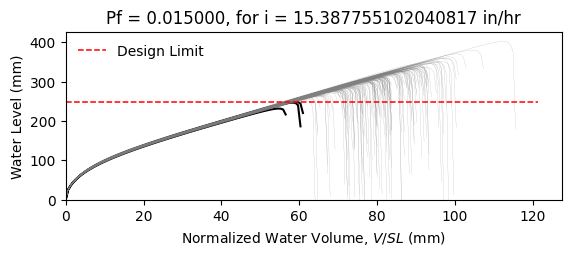 Pf = 0.015000, for i = 15.387755102040817 in/hr
400
300
200
100
0
Water Level (mm)
Design Limit
0 20 40 60 80 100 120
Normalized Water Volume, V/SL (mm)